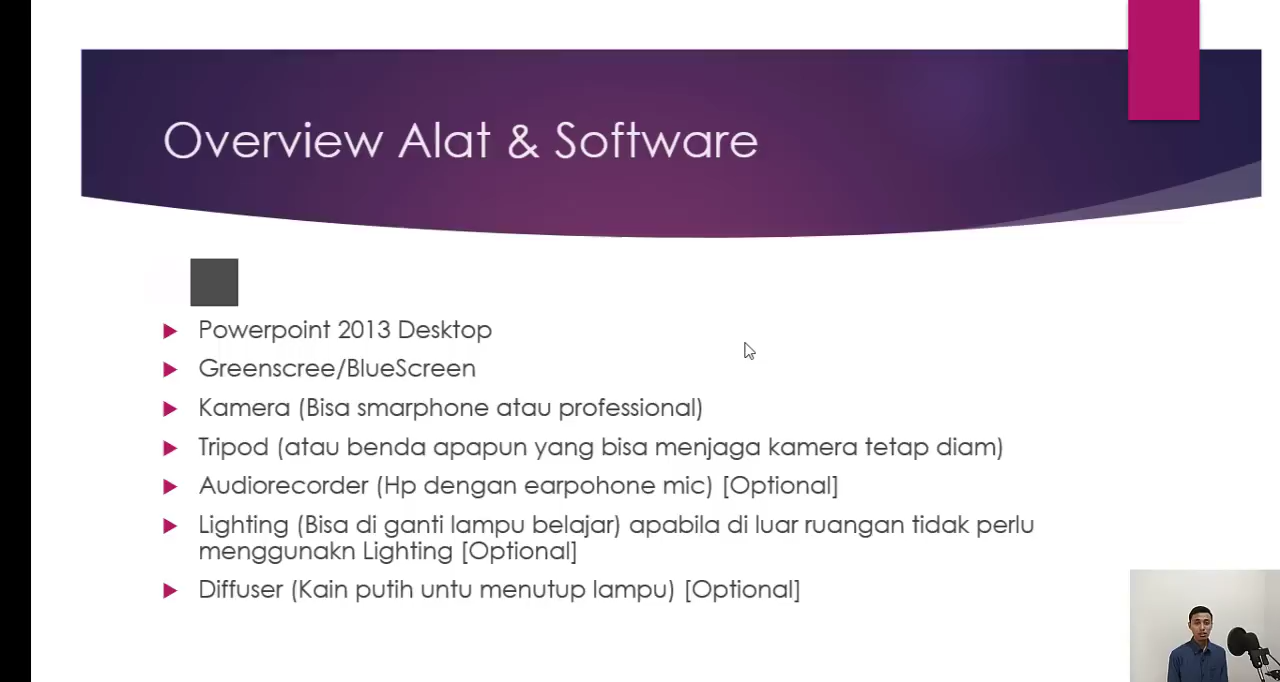 Overview Alat & Software
Powerpoint 2013 Desktop
Greenscree/BlueScreen
Kamera (Bisa smarphone atau professional)
Tripod (atau benda apapun yang bisa menjaga kamera tetap diam)
Audiorecorder (Hp dengan earpohone mic) [Optional]
Lighting (Bisa di ganti lampu belajar) apabila di luar ruangan tidak perlu
menggunakn Lighting [Optional]
Diffuser (Kain putih untu menutup lampu) [Optional]